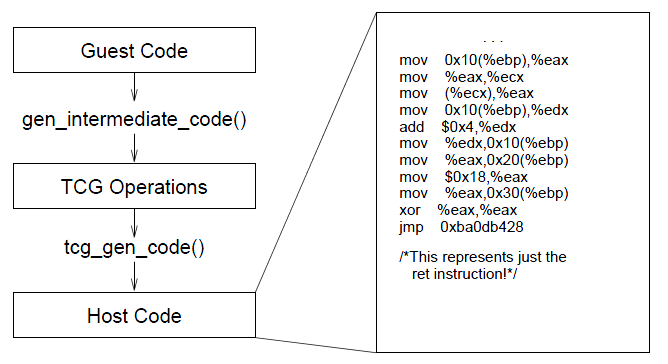 Guest Code
gen_intermediate_code()
TCG Operations
tcg_gen_code()
Host Code
. . .
mov 0x10(%ebp),%eax
mov %eax,%ecx
mov (%ecx),%eax
mov 0x10(%ebp),%edx
add $0x4,%edx
mov %edx,0x10(%ebp)
mov %eax,0x20(%ebp)
mov $0x18,%eax
mov %eax,0x30(%ebp)
xor %eax,%eax
jmp 0xba0db428
/*This represents just the
ret instruction!*/